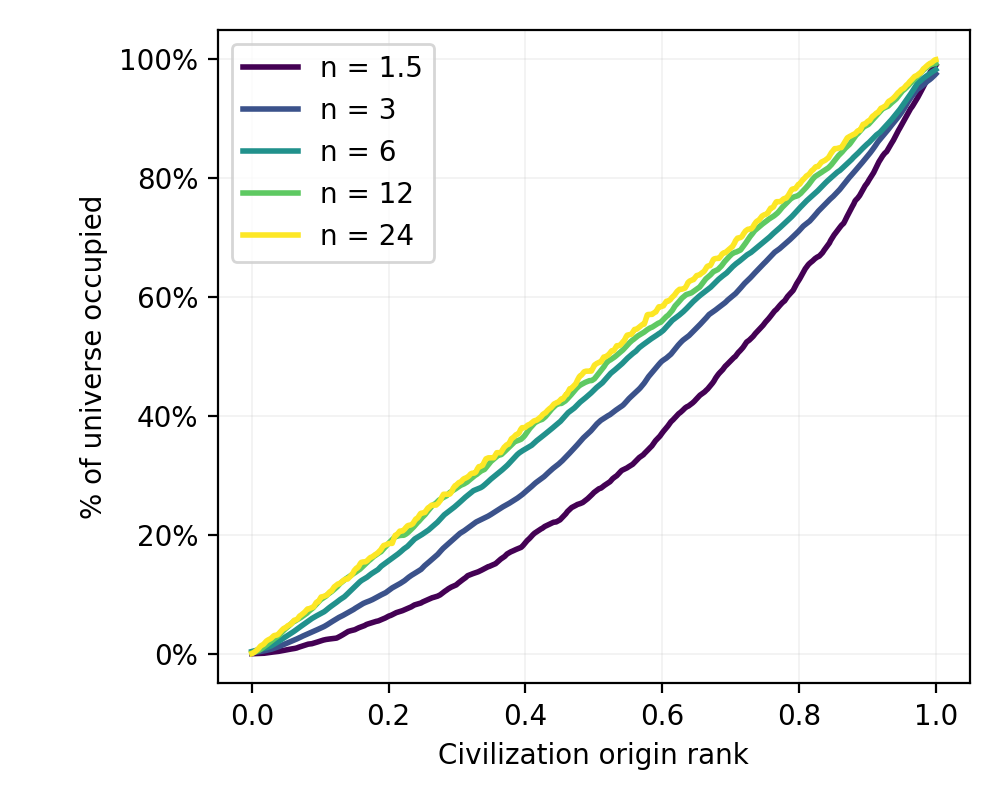 100%
80%
60%
40%
20%
0%
% of universe occupied
n = 1.5
n = 3
n = 6
n = 12
n = 24
0.0 0.2 0.4 0.6 0.8 1.0
Civilization origin rank